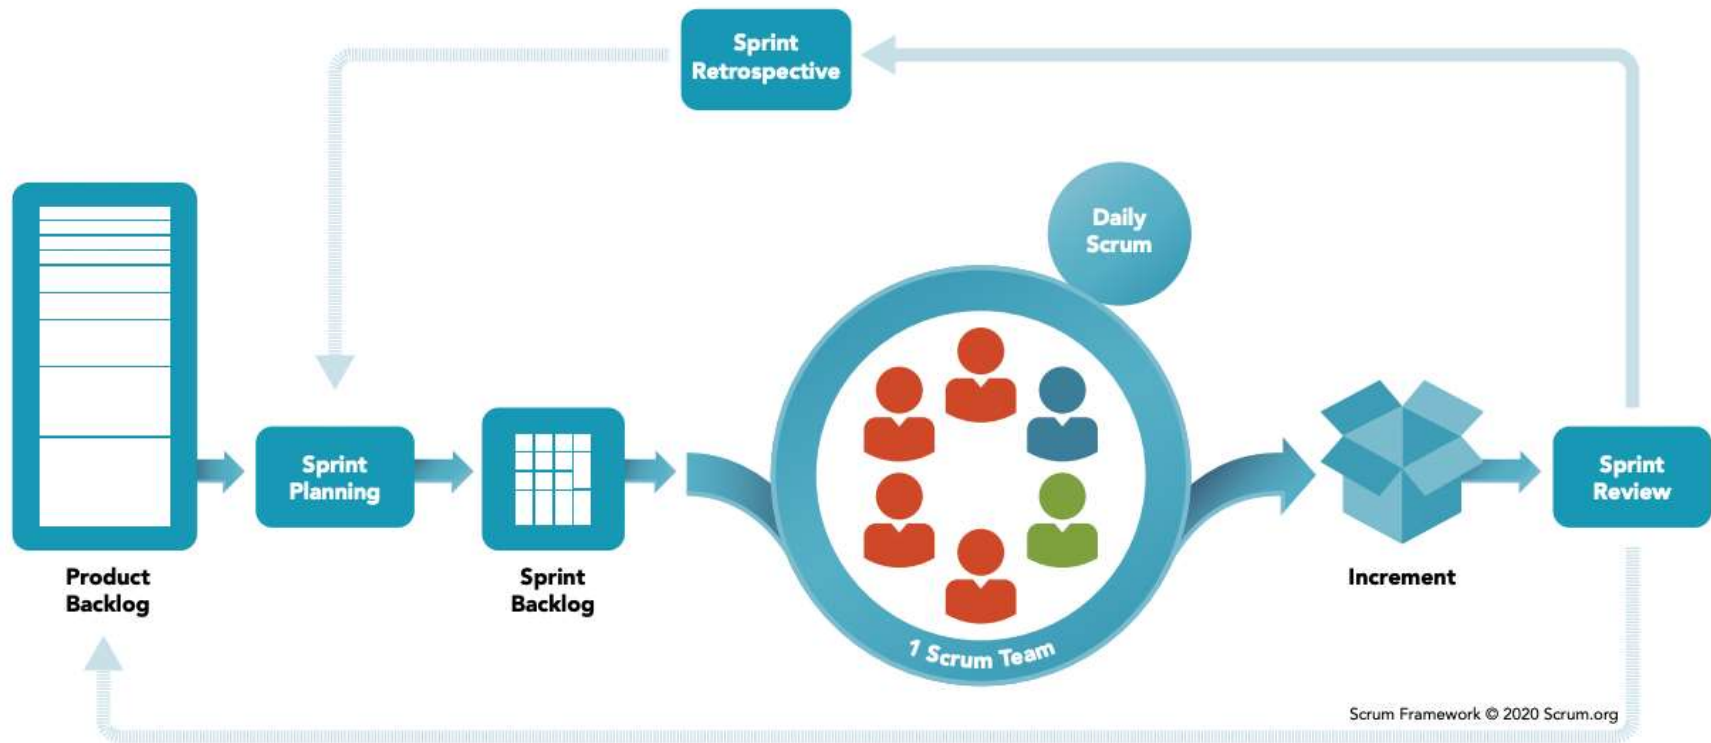 Sprint
Retrospective
Daily
Scrum
Sprint
Planning
Sprint
Review
Product
Backlog
Sprint
Backlog
Increment
1 Scrum Team
Scrum Framework © 2020 Scrum.org